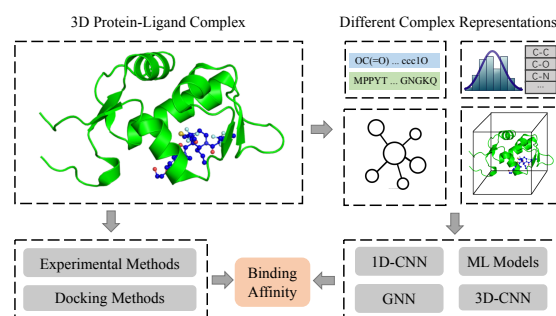 3D Protein-Ligand Complex
Different Complex Representations
OC(=O) ... ccc1O
MPPYT ... GNGKQ
C-C
C-O
C-N
...
Experimental Methods
Docking Methods
Binding
Affinity
1D-CNN
ML Models
GNN
3D-CNN